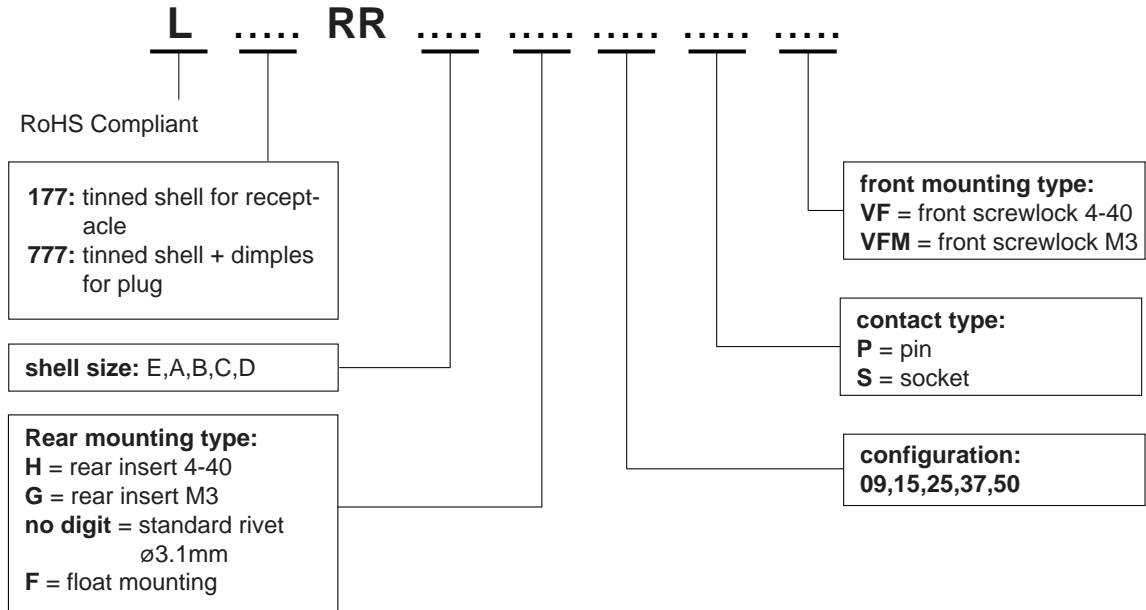 L ..... RR ..... ..... ..... ..... .....
RoHS Compliant
177: tinned shell for recept-
acle
777: tinned shell + dimples
for plug
shell size: E,A,B,C,D
Rear mounting type:
H = rear insert 4-40
G = rear insert M3
no digit = standard rivet
ø3.1mm
F = float mounting
front mounting type:
VF = front screwlock 4-40
VFM = front screwlock M3
contact type:
P = pin
S = socket
configuration:
09,15,25,37,50